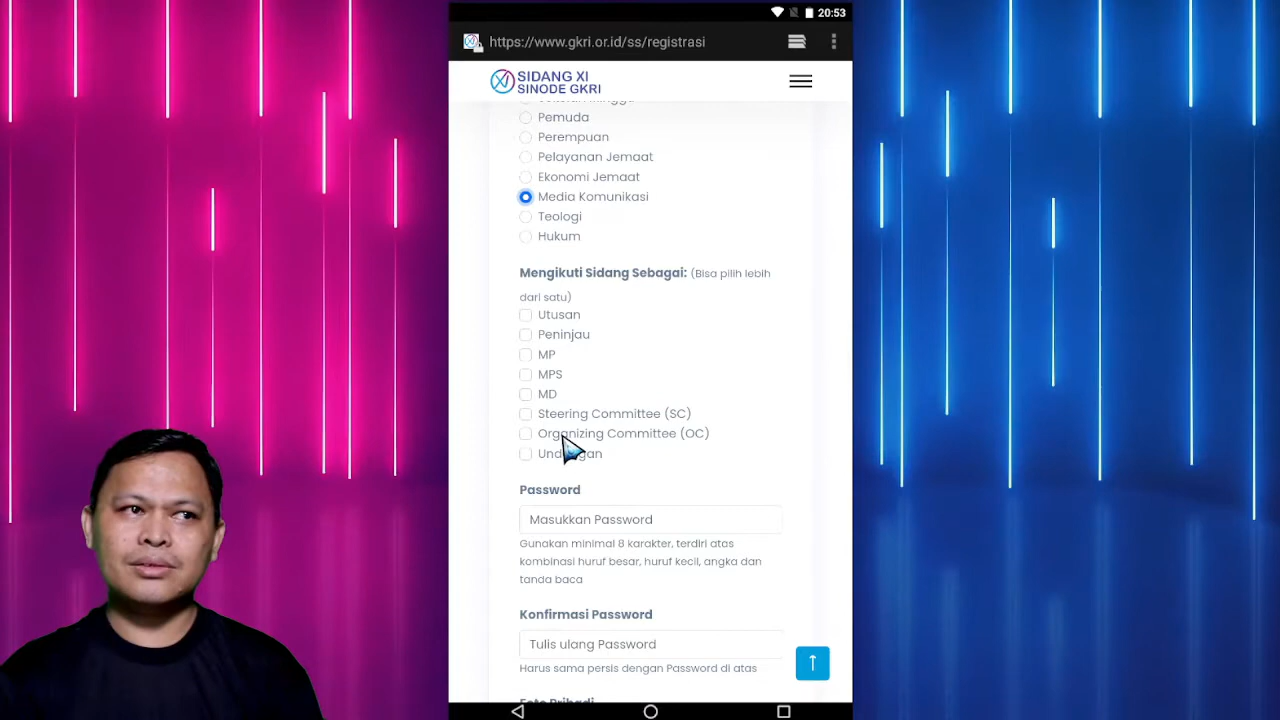 20:53
https://www.gkri.or.id/ss/registrasi
SIDANG XI
SINODE GKRI
Pemuda
Perempuan
Pelayanan Jemaat
Ekonomi Jemaat
Media Komunikasi
Teologi
Hukum
Mengikuti Sidang Sebagai: (Bisa pilih lebih
dari satu)
Utusan
Peninjau
MP
MPS
MD
Steering Committee (SC)
Organizing Committee (OC)
Undangan
Password
Masukkan Password
Gunakan minimal 8 karakter, terdiri atas
kombinasi huruf besar, huruf kecil, angka dan
tanda baca
Konfirmasi Password
Tulis ulang Password
Harus sama persis dengan Password di atas
Foto Pribadi